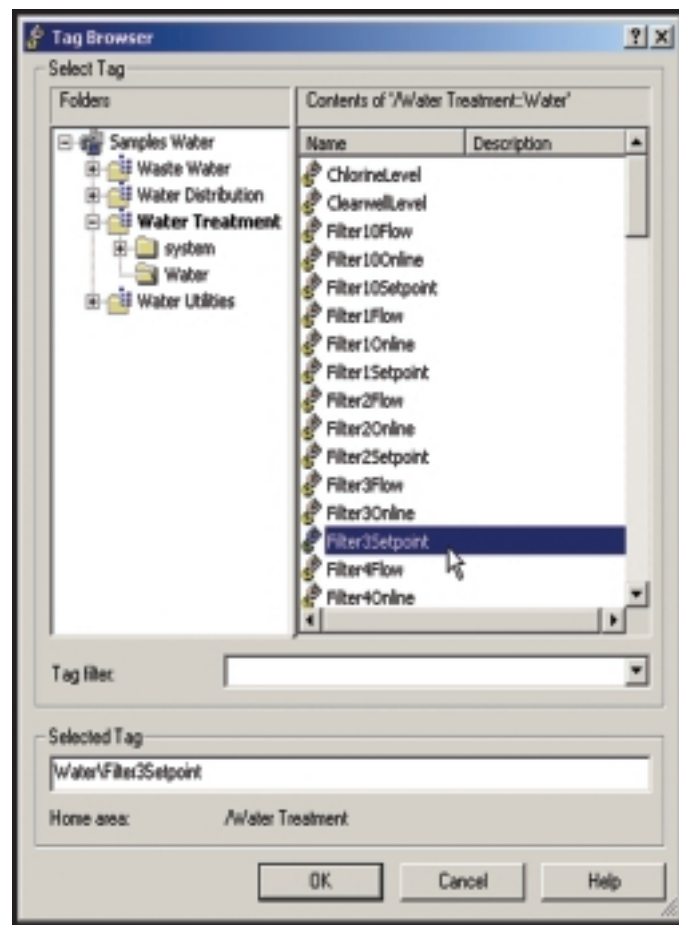 Tag Browser
Select Tag
Folders
Samples Water
Waste Water
Water Distribution
Water Treatment
system
Water
Water Utilities
Contents of "/Water Treatment::Water"
Name Description
ChlorineLevel
ClearwellLevel
Filter10Flow
Filter10Online
Filter10Setpoint
Filter1Flow
Filter1Online
Filter1Setpoint
Filter2Flow
Filter2Online
Filter2Setpoint
Filter3Flow
Filter3Online
Filter3Setpoint
Filter4Flow
Filter4Online
Tag filter:
Selected Tag
Water\Filter3Setpoint
Home area: /Water Treatment
OK Cancel Help